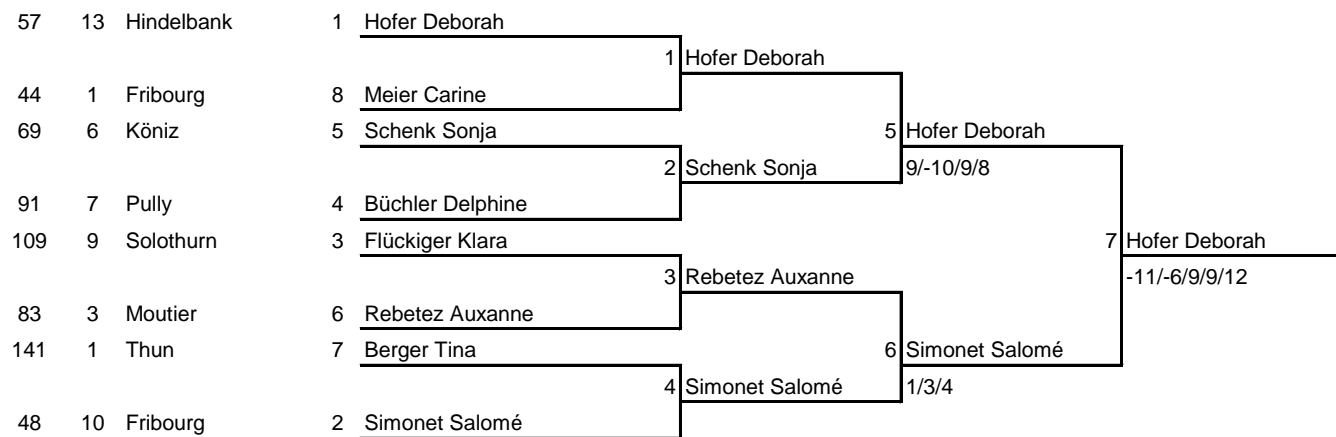 57 13 Hindelbank 1 Hofer Deborah
1 Hofer Deborah
44 1 Fribourg 8 Meier Carine
69 6 Köniz 5 Schenk Sonja 5 Hofer Deborah
2 Schenk Sonja 9/-10/9/8
91 7 Pully 4 Büchler Delphine
109 9 Solothurn 3 Flückiger Klara 7 Hofer Deborah
3 Rebetez Auxanne -11/-6/9/9/12
83 3 Moutier 6 Rebetez Auxanne
141 1 Thun 7 Berger Tina 6 Simonet Salomé
4 Simonet Salomé 1/3/4
48 10 Fribourg 2 Simonet Salomé